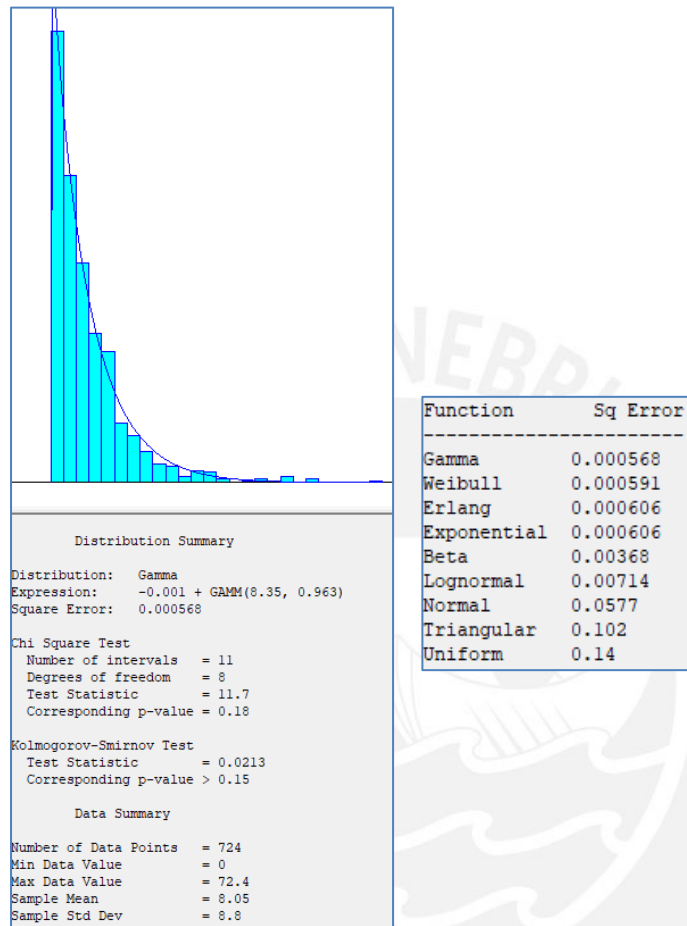 Distribution Summary
Distribution: Gamma
Expression: -0.001 + GAMM(8.35, 0.963)
Square Error: 0.000568
Chi Square Test
Number of intervals = 11
Degrees of freedom = 8
Test Statistic = 11.7
Corresponding p-value = 0.18
Kolmogorov-Smirnov Test
Test Statistic = 0.0213
Corresponding p-value > 0.15
Data Summary
Number of Data Points = 724
Min Data Value = 0
Max Data Value = 72.4
Sample Mean = 8.05
Sample Std Dev = 8.8
Function Sq Error
-----------------------
Gamma 0.000568
Weibull 0.000591
Erlang 0.000606
Exponential 0.000606
Beta 0.00368
Lognormal 0.00714
Normal 0.0577
Triangular 0.102
Uniform 0.14